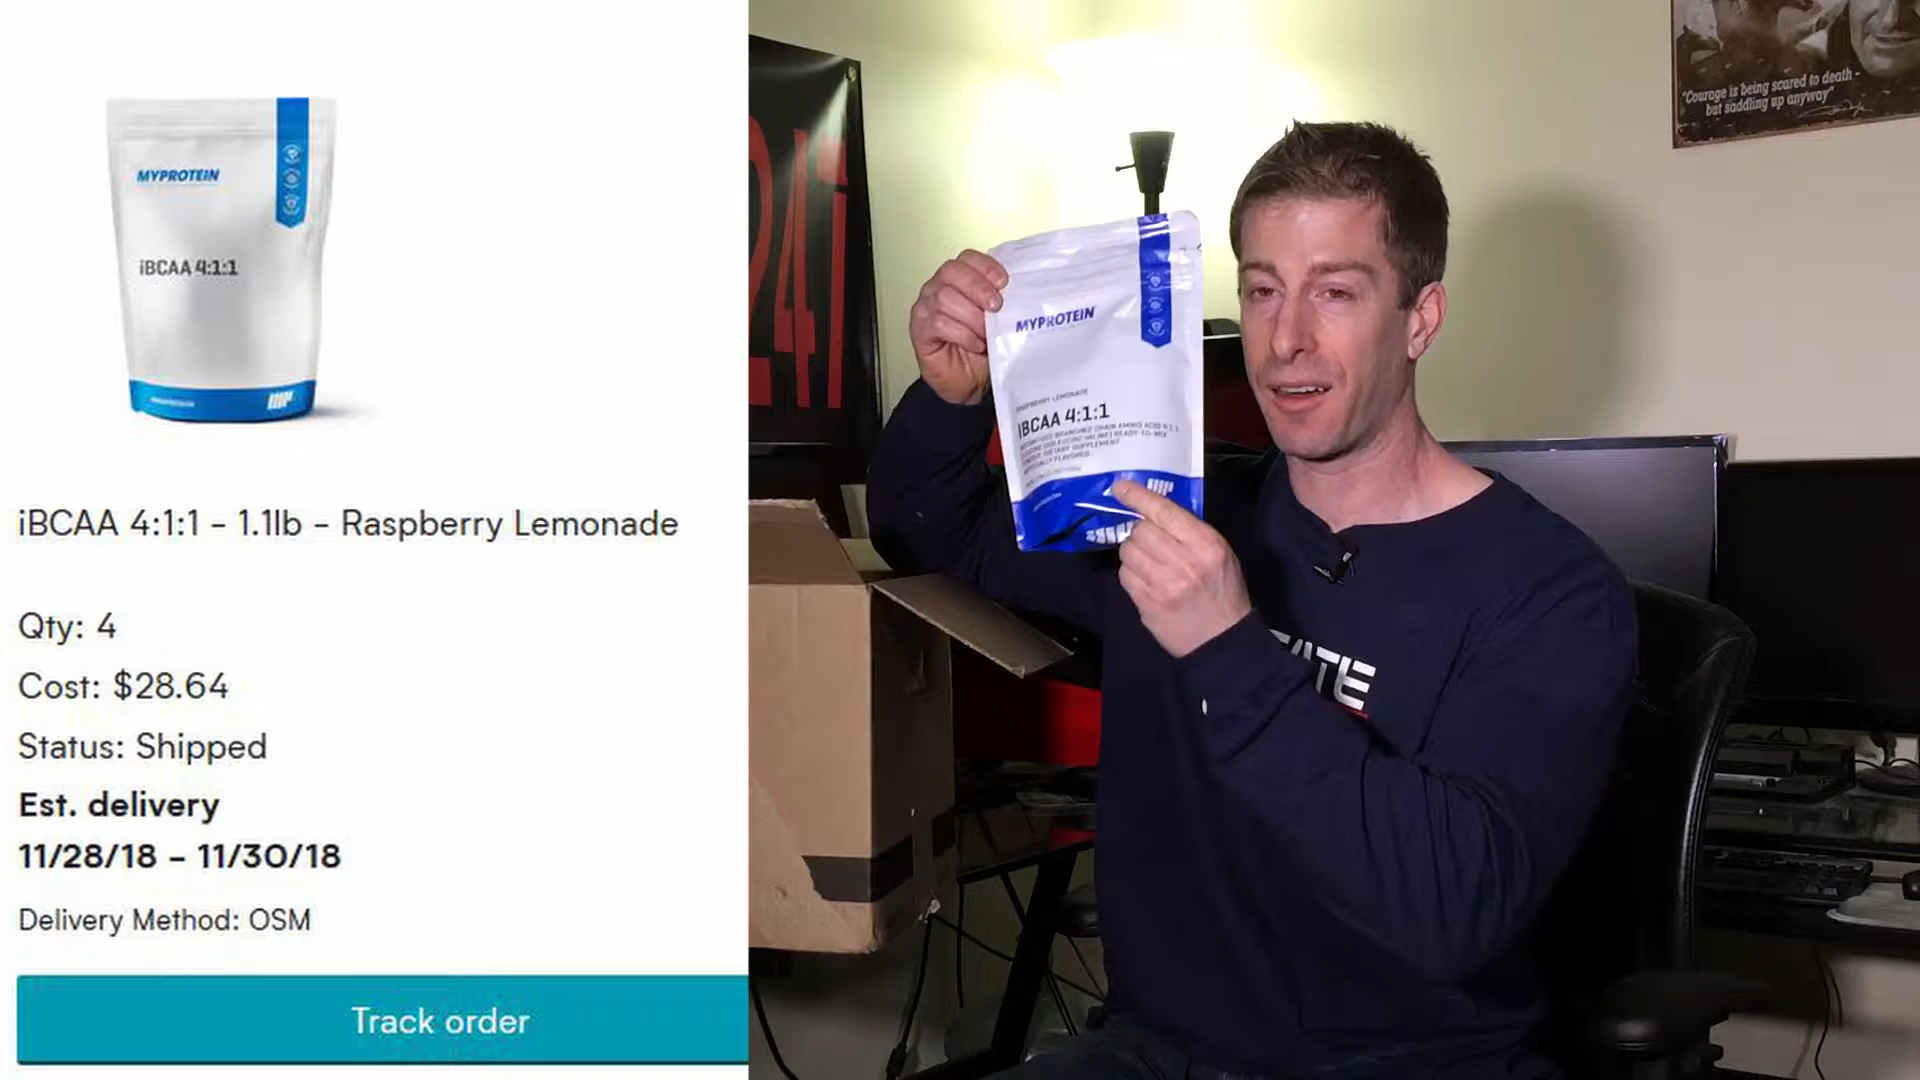 MYPROTEIN
iBCAA 4:1:1
iBCAA 4:1:1 - 1.1lb - Raspberry Lemonade
Qty: 4
Cost: $28.64
Status: Shipped
Est. delivery
11/28/18 - 11/30/18
Delivery Method: OSM
Track order
241
MYPROTEIN
RASPBERRY LEMONADE
iBCAA 4:1:1
"Courage is being scared to death -
but saddling up anyway"